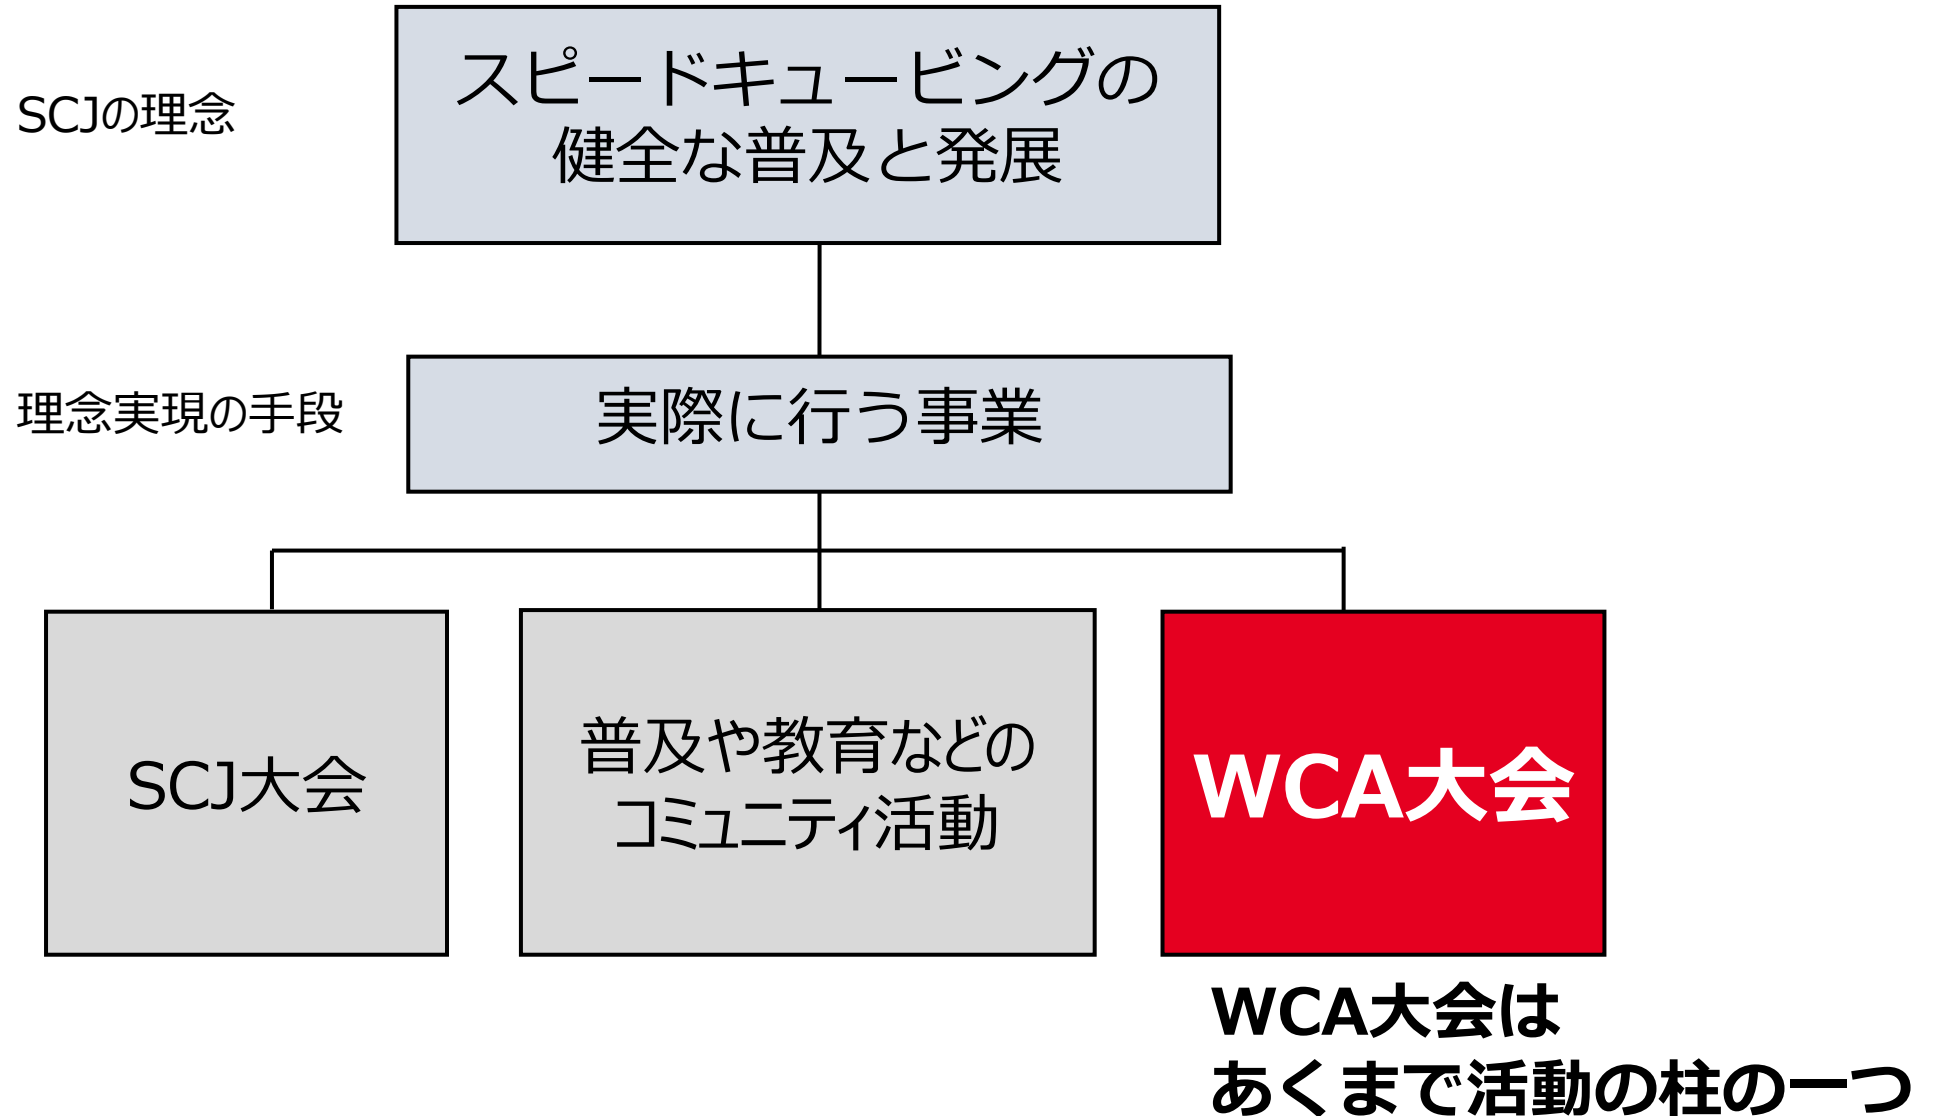 SCJの理念
スピードキュービングの
健全な普及と発展
理念実現の手段
実際に行う事業
SCJ大会
普及や教育などの
コミュニティ活動
WCA大会
WCA大会は
あくまで活動の柱の一つ